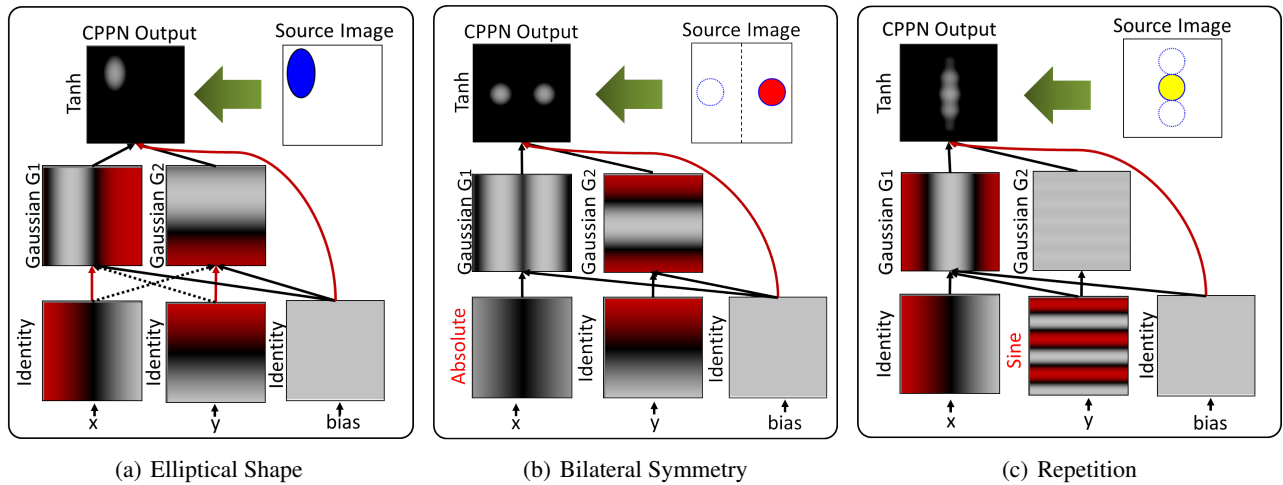 CPPN Output
Source Image
Tanh
Gaussian G1
Gaussian G2
Identity
Identity
Identity
x
y
bias
(a) Elliptical Shape
CPPN Output
Source Image
Tanh
Gaussian G1
Gaussian G2
Absolute
Identity
Identity
x
y
bias
(b) Bilateral Symmetry
CPPN Output
Source Image
Tanh
Gaussian G1
Gaussian G2
Identity
Sine
Identity
x
y
bias
(c) Repetition